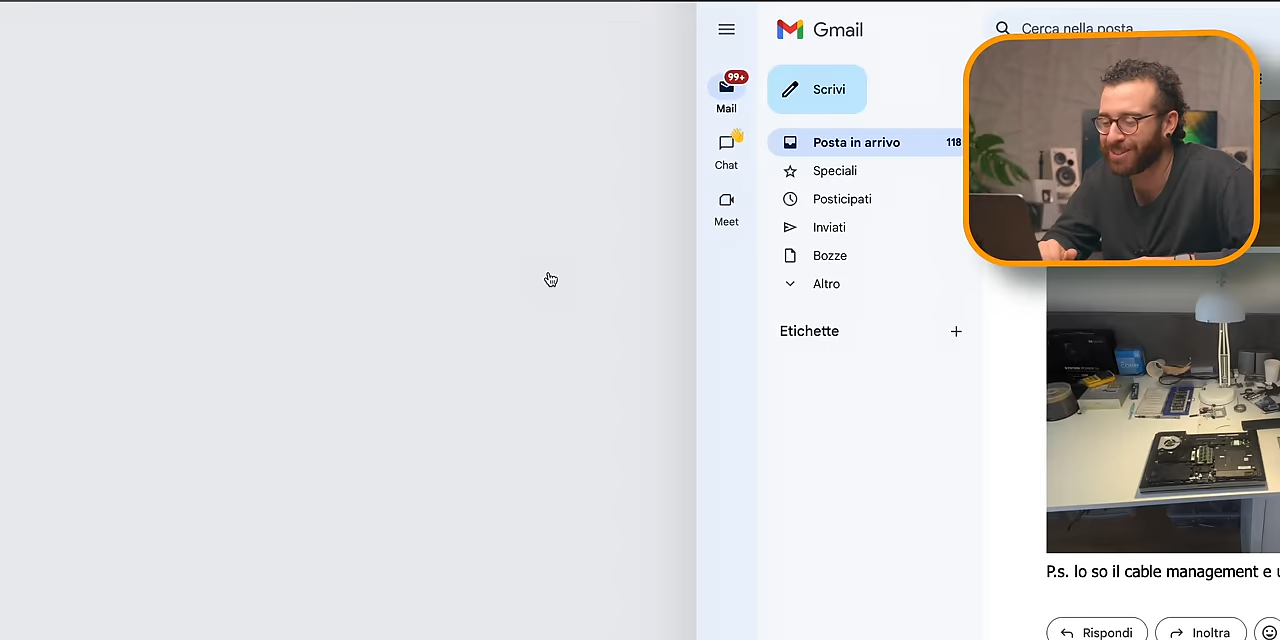 Gmail
Cerca nella posta
Scrivi
99+
Mail
Chat
Meet
Posta in arrivo 118
Speciali
Posticipati
Inviati
Bozze
Altro
Etichette
P.s. lo so il cable management e
Rispondi
Inoltra